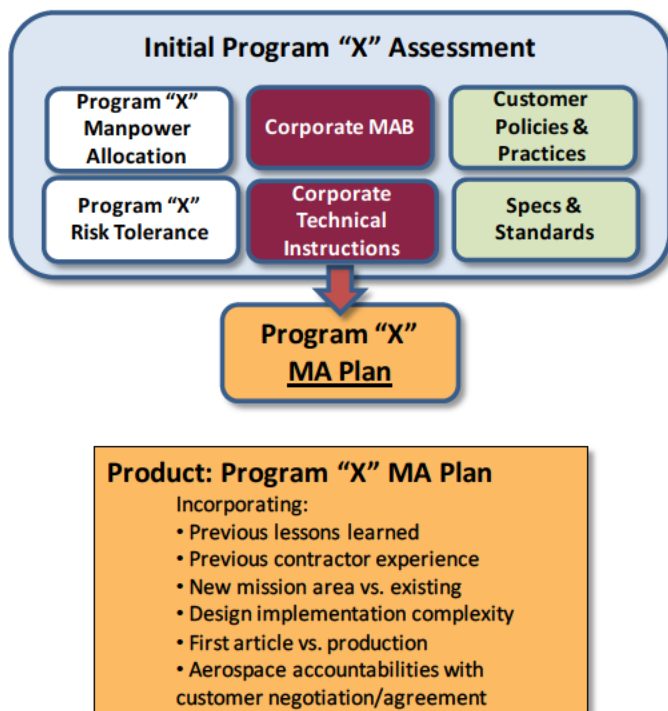 Initial Program “X” Assessment
Program “X”
Manpower
Allocation
Corporate MAB
Customer
Policies &
Practices
Program “X”
Risk Tolerance
Corporate
Technical
Instructions
Specs &
Standards
Program “X”
MA Plan
Product: Program “X” MA Plan
Incorporating:
• Previous lessons learned
• Previous contractor experience
• New mission area vs. existing
• Design implementation complexity
• First article vs. production
• Aerospace accountabilities with
customer negotiation/agreement